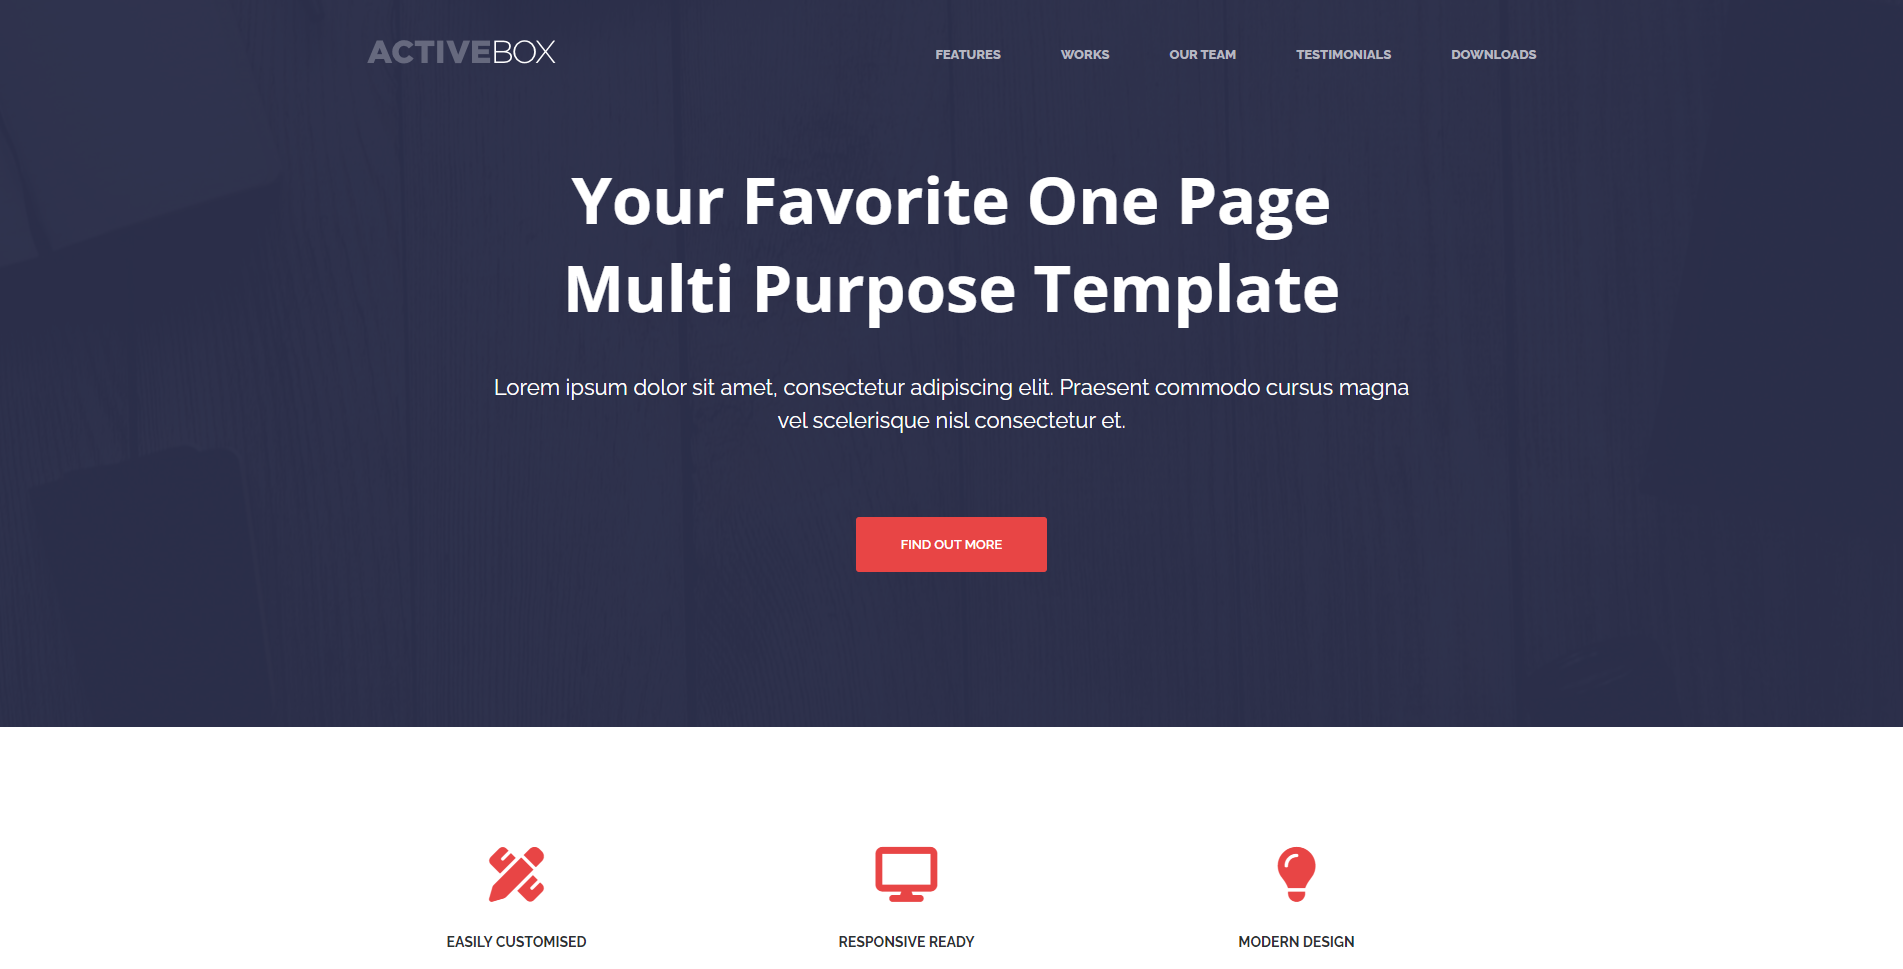 ACTIVEBOX
FEATURES
WORKS
OUR TEAM
TESTIMONIALS
DOWNLOADS
Your Favorite One Page
Multi Purpose Template
Lorem ipsum dolor sit amet, consectetur adipiscing elit. Praesent commodo cursus magna
vel scelerisque nisl consectetur et.
FIND OUT MORE
EASILY CUSTOMISED
RESPONSIVE READY
MODERN DESIGN